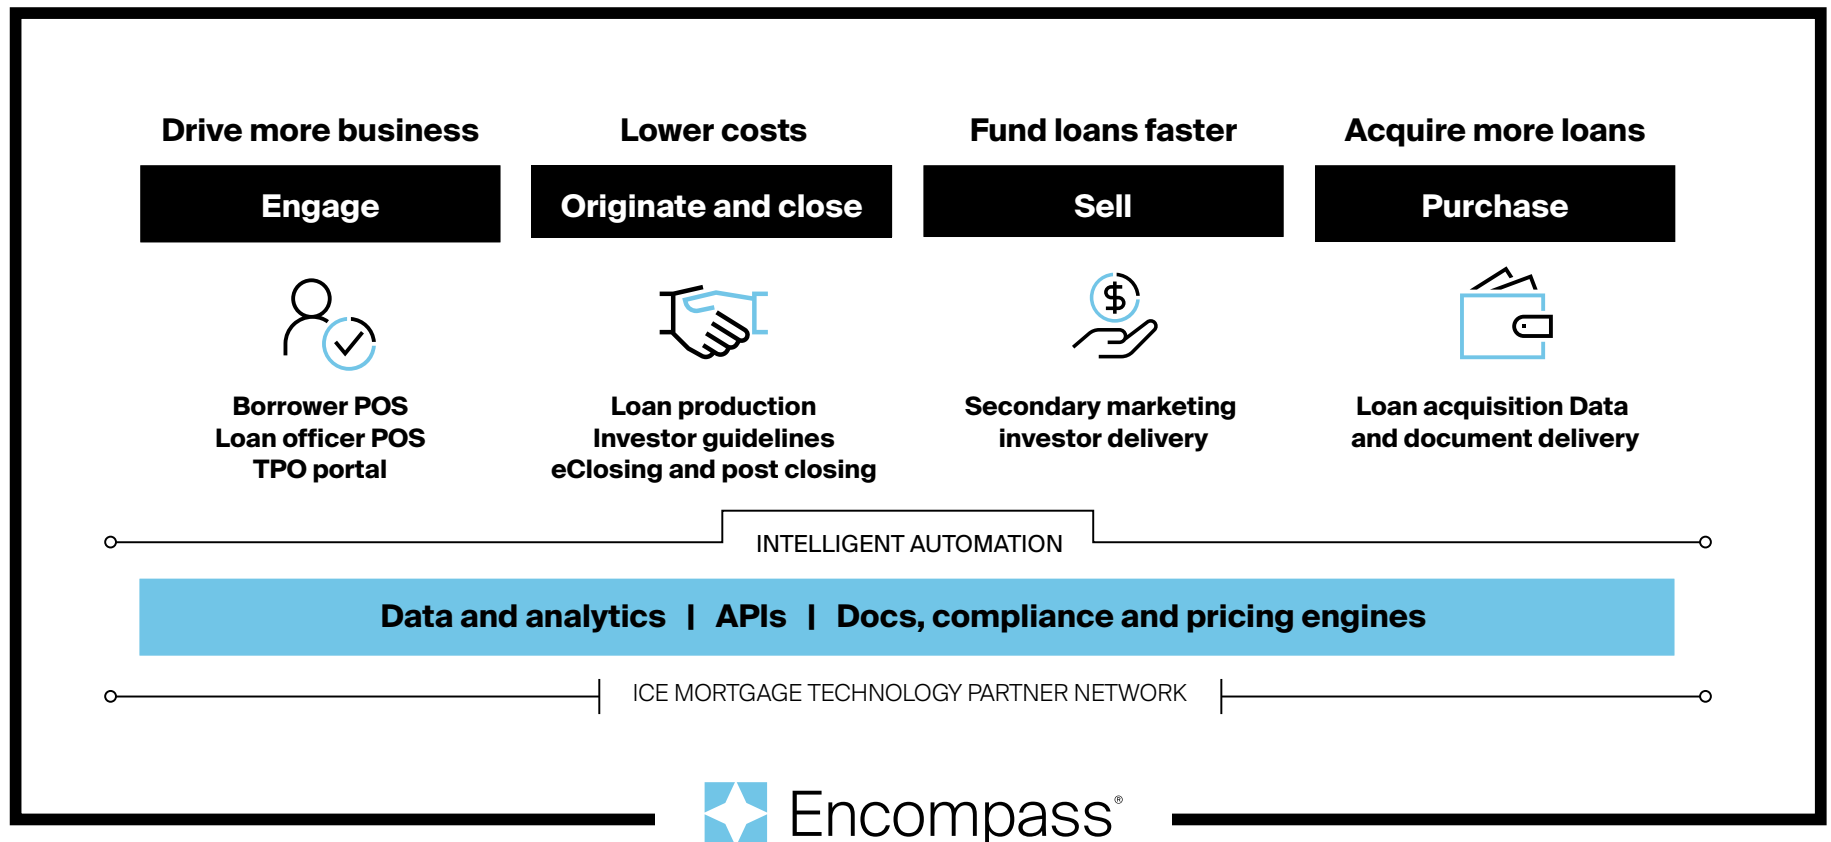 Drive more business
Engage
Borrower POS
Loan officer POS
TPO portal
Lower costs
Originate and close
Loan production
Investor guidelines
eClosing and post closing
Fund loans faster
Sell
$
Secondary marketing
investor delivery
Acquire more loans
Purchase
Loan acquisition Data
and document delivery
INTELLIGENT AUTOMATION
Data and analytics | APIs | Docs, compliance and pricing engines
ICE MORTGAGE TECHNOLOGY PARTNER NETWORK
Encompass®